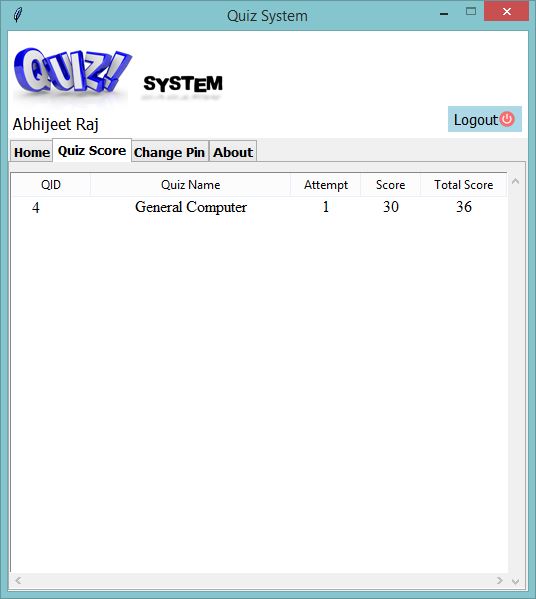 Quiz System
QUIZ! SYSTEM
Abhijeet Raj
Logout
Home Quiz Score Change Pin About
QID Quiz Name Attempt Score Total Score
4 General Computer 1 30 36